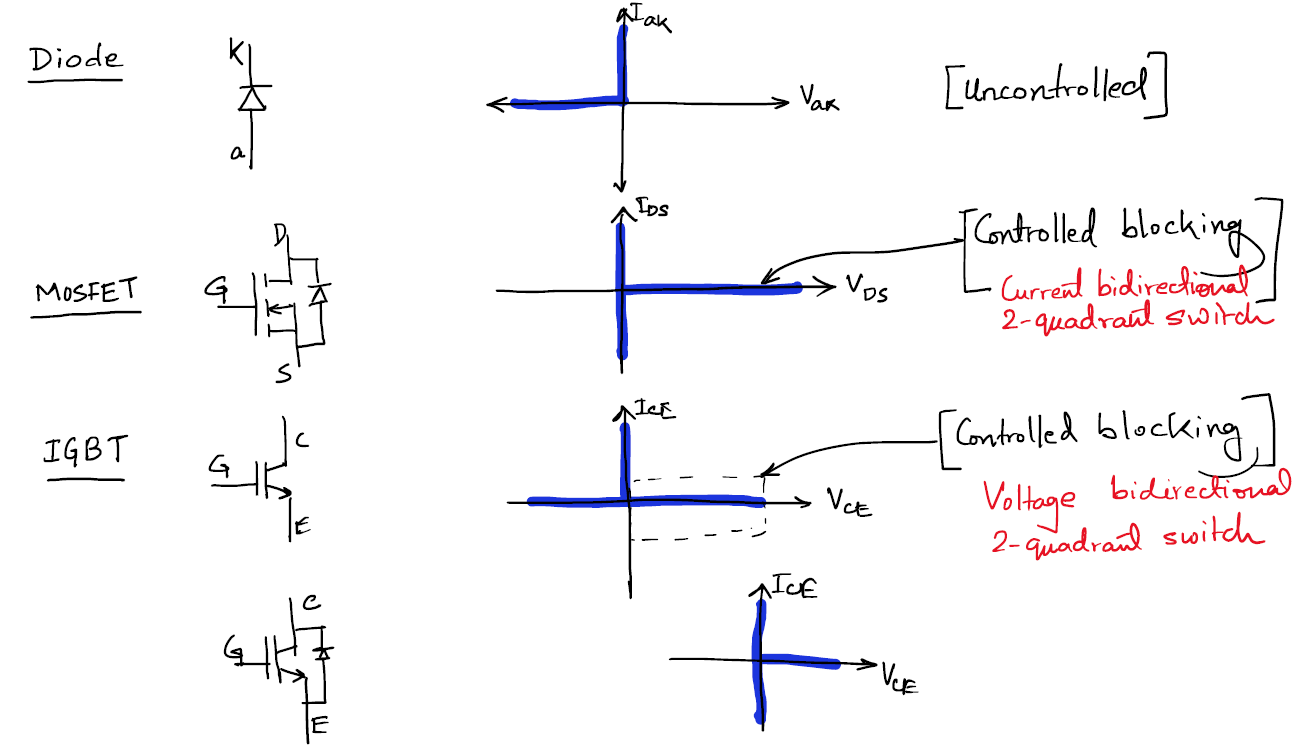 Diode
K
a
Iak
Vak
[Uncontrolled]
MOSFET
D
G
S
IDS
VDS
[Controlled blocking]
Current bidirectional
2-quadrant switch
IGBT
C
G
E
ICE
VCE
[Controlled blocking]
Voltage bidirectional
2-quadrant switch
C
G
E
ICE
VCE